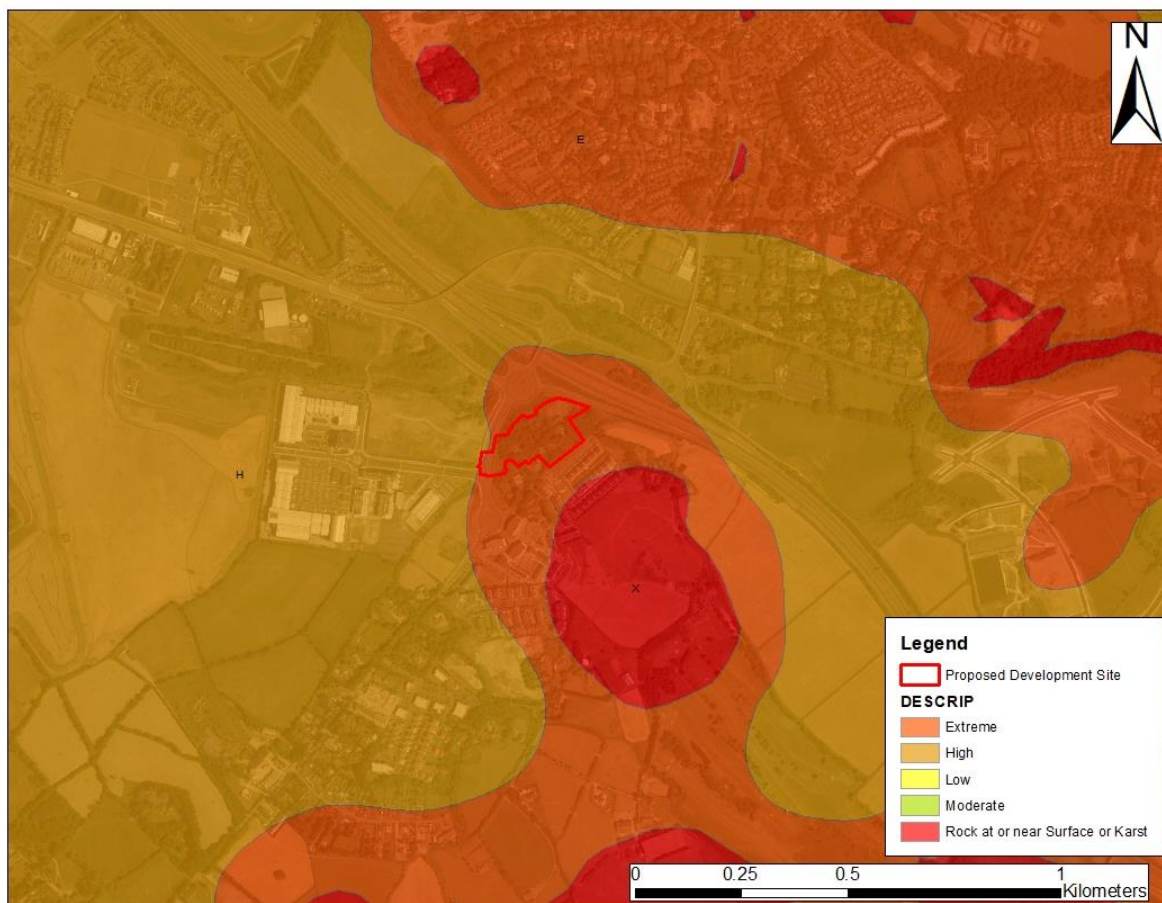 N
E
H
X
Legend
Proposed Development Site
DESCRIP
Extreme
High
Low
Moderate
Rock at or near Surface or Karst
0 0.25 0.5 1
Kilometers